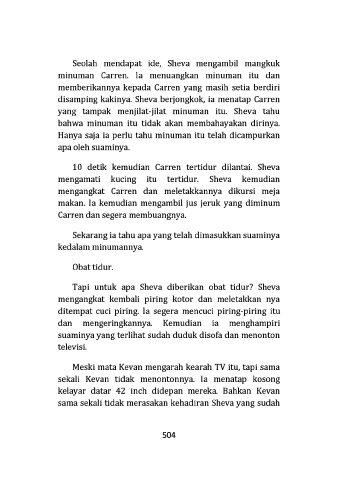 Seolah mendapat ide, Sheva mengambil mangkuk
minuman Carren. Ia menuangkan minuman itu dan
memberikannya kepada Carren yang masih setia berdiri
disamping kakinya. Sheva berjongkok, ia menatap Carren
yang tampak menjilat-jilat minuman itu. Sheva tahu
bahwa minuman itu tidak akan membahayakan dirinya.
Hanya saja ia perlu tahu minuman itu telah dicampurkan
apa oleh suaminya.
10 detik kemudian Carren tertidur dilantai. Sheva
mengamati kucing itu tertidur. Sheva kemudian
mengangkat Carren dan meletakkannya dikursi meja
makan. Ia kemudian mengambil jus jeruk yang diminum
Carren dan segera membuangnya.
Sekarang ia tahu apa yang telah dimasukkan suaminya
kedalam minumannya.
Obat tidur.
Tapi untuk apa Sheva diberikan obat tidur? Sheva
mengangkat kembali piring kotor dan meletakkan nya
ditempat cuci piring. Ia segera mencuci piring-piring itu
dan mengeringkannya. Kemudian ia menghampiri
suaminya yang terlihat sudah duduk disofa dan menonton
televisi.
Meski mata Kevan mengarah kearah TV itu, tapi sama
sekali Kevan tidak menontonnya. Ia menatap kosong
kelayar datar 42 inch didepan mereka. Bahkan Kevan
sama sekali tidak merasakan kehadiran Sheva yang sudah
504